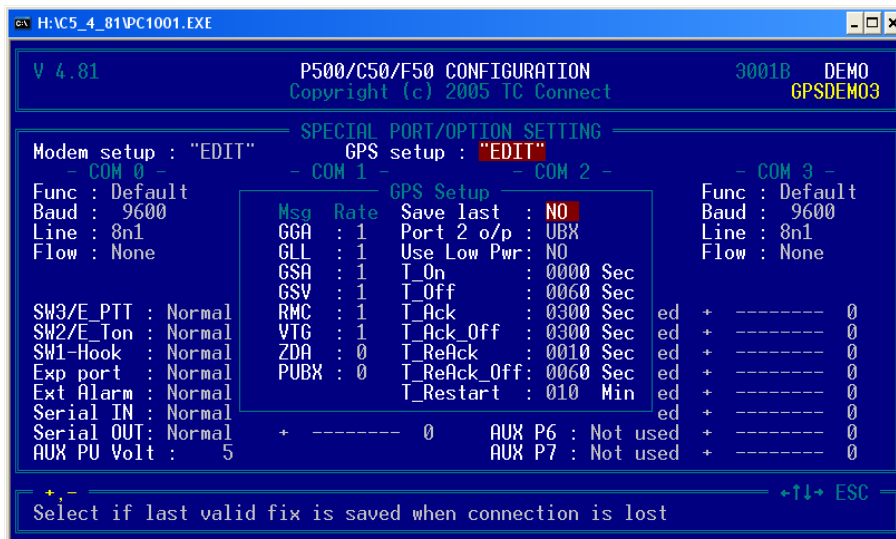 H:\C5_4_81\PC1001.EXE
V 4.81 P500/C50/F50 CONFIGURATION 3001B DEMO
Copyright (c) 2005 TC Connect GPSDEMO3
SPECIAL PORT/OPTION SETTING
Modem setup : "EDIT" GPS setup : "EDIT"
- COM 0 - - COM 1 - - COM 2 - - COM 3 -
Func : Default GPS Setup Func : Default
Baud : 9600 Msg Rate Save last : NO Baud : 9600
Line : 8n1 GGA : 1 Port 2 o/p : UBX Line : 8n1
Flow : None GLL : 1 Use Low Pwr: NO Flow : None
GSA : 1 T_On : 0000 Sec
GSV : 1 T_Off : 0060 Sec
SW3/E_PTT : Normal RMC : 1 T_Ack : 0300 Sec ed + -------- 0
SW2/E_Ton : Normal VTG : 1 T_Ack_Off : 0300 Sec ed + -------- 0
SW1-Hook : Normal ZDA : 0 T_ReAck : 0010 Sec ed + -------- 0
Exp port : Normal PUBX : 0 T_ReAck_Off: 0060 Sec ed + -------- 0
Ext Alarm : Normal T_Restart : 010 Min ed + -------- 0
Serial IN : Normal ed + -------- 0
Serial OUT: Normal + -------- 0 AUX P6 : Not used + -------- 0
AUX PU Volt : 5 AUX P7 : Not used + -------- 0
+,- ←↑↓→ ESC
Select if last valid fix is saved when connection is lost